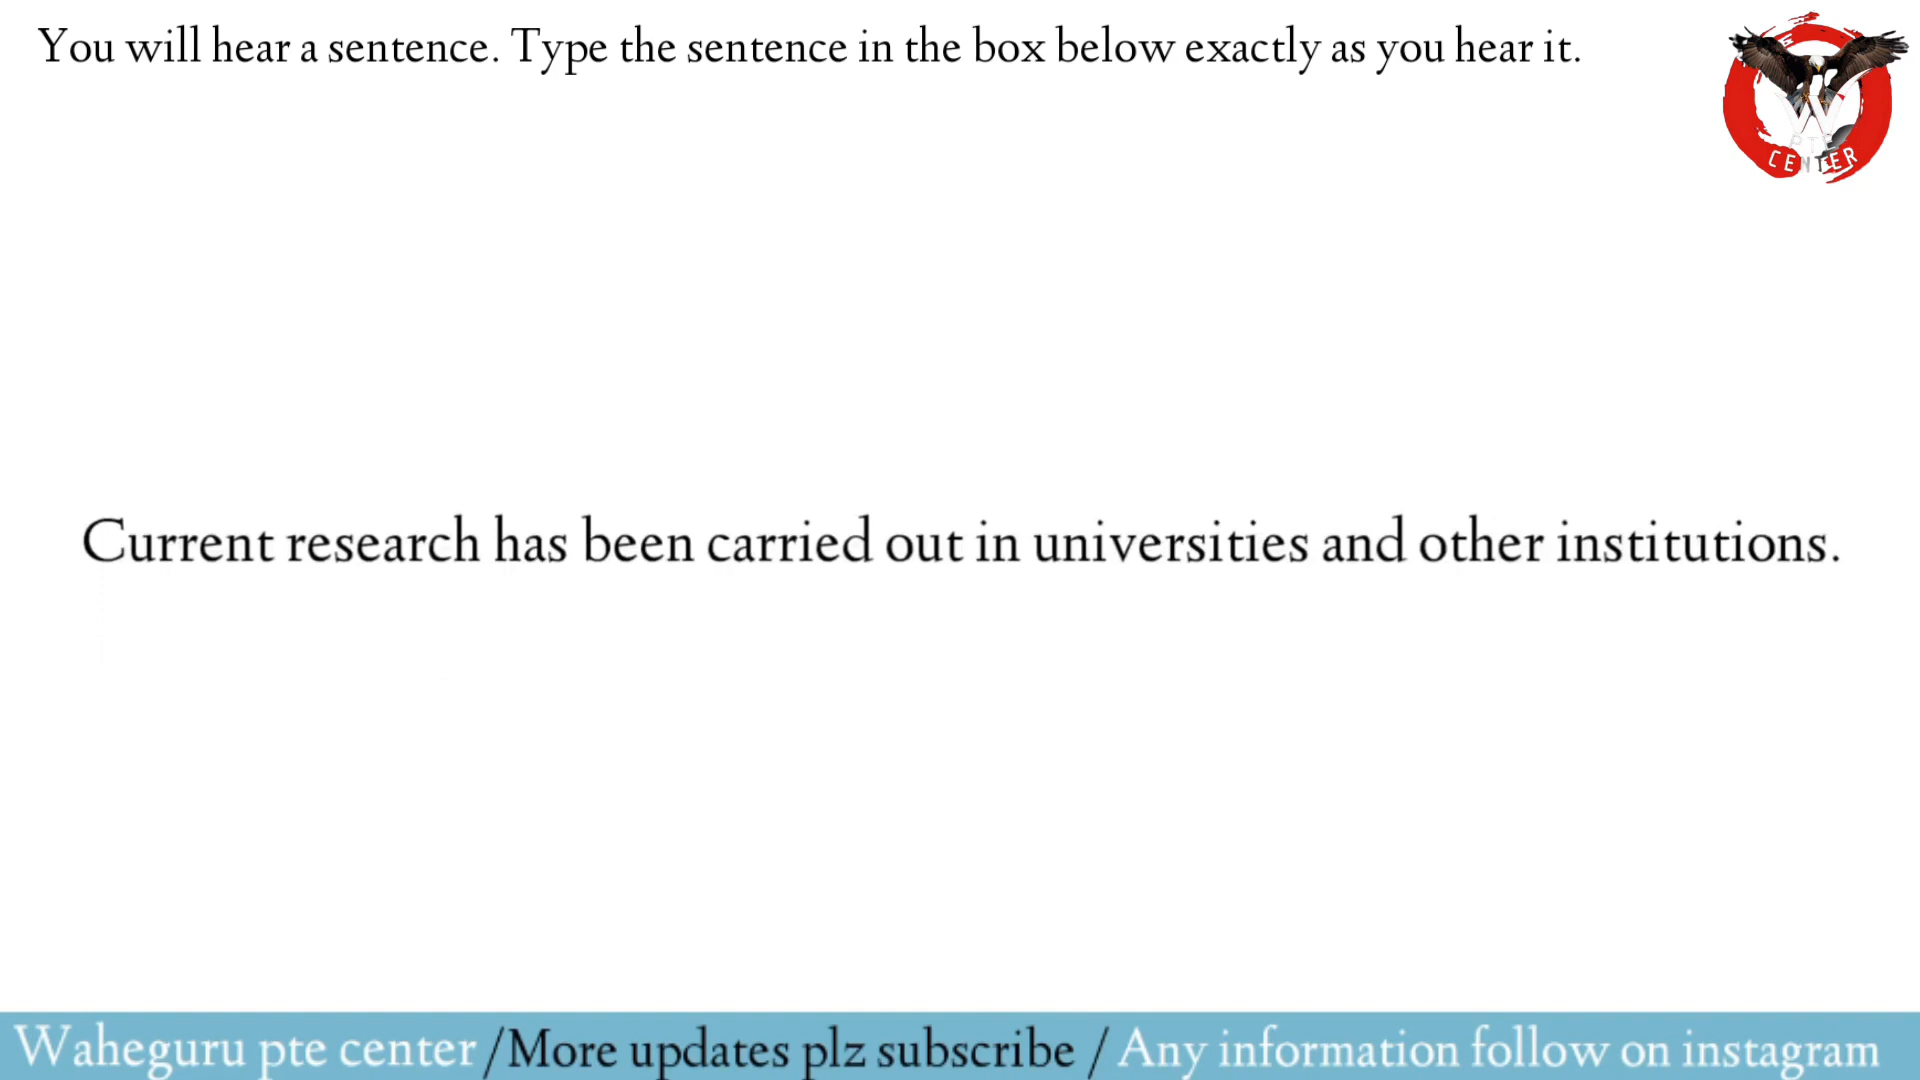 You will hear a sentence. Type the sentence in the box below exactly as you hear it.
W
PTE
CENTER
Current research has been carried out in universities and other institutions.
Waheguru pte center /More updates plz subscribe / Any information follow on instagram